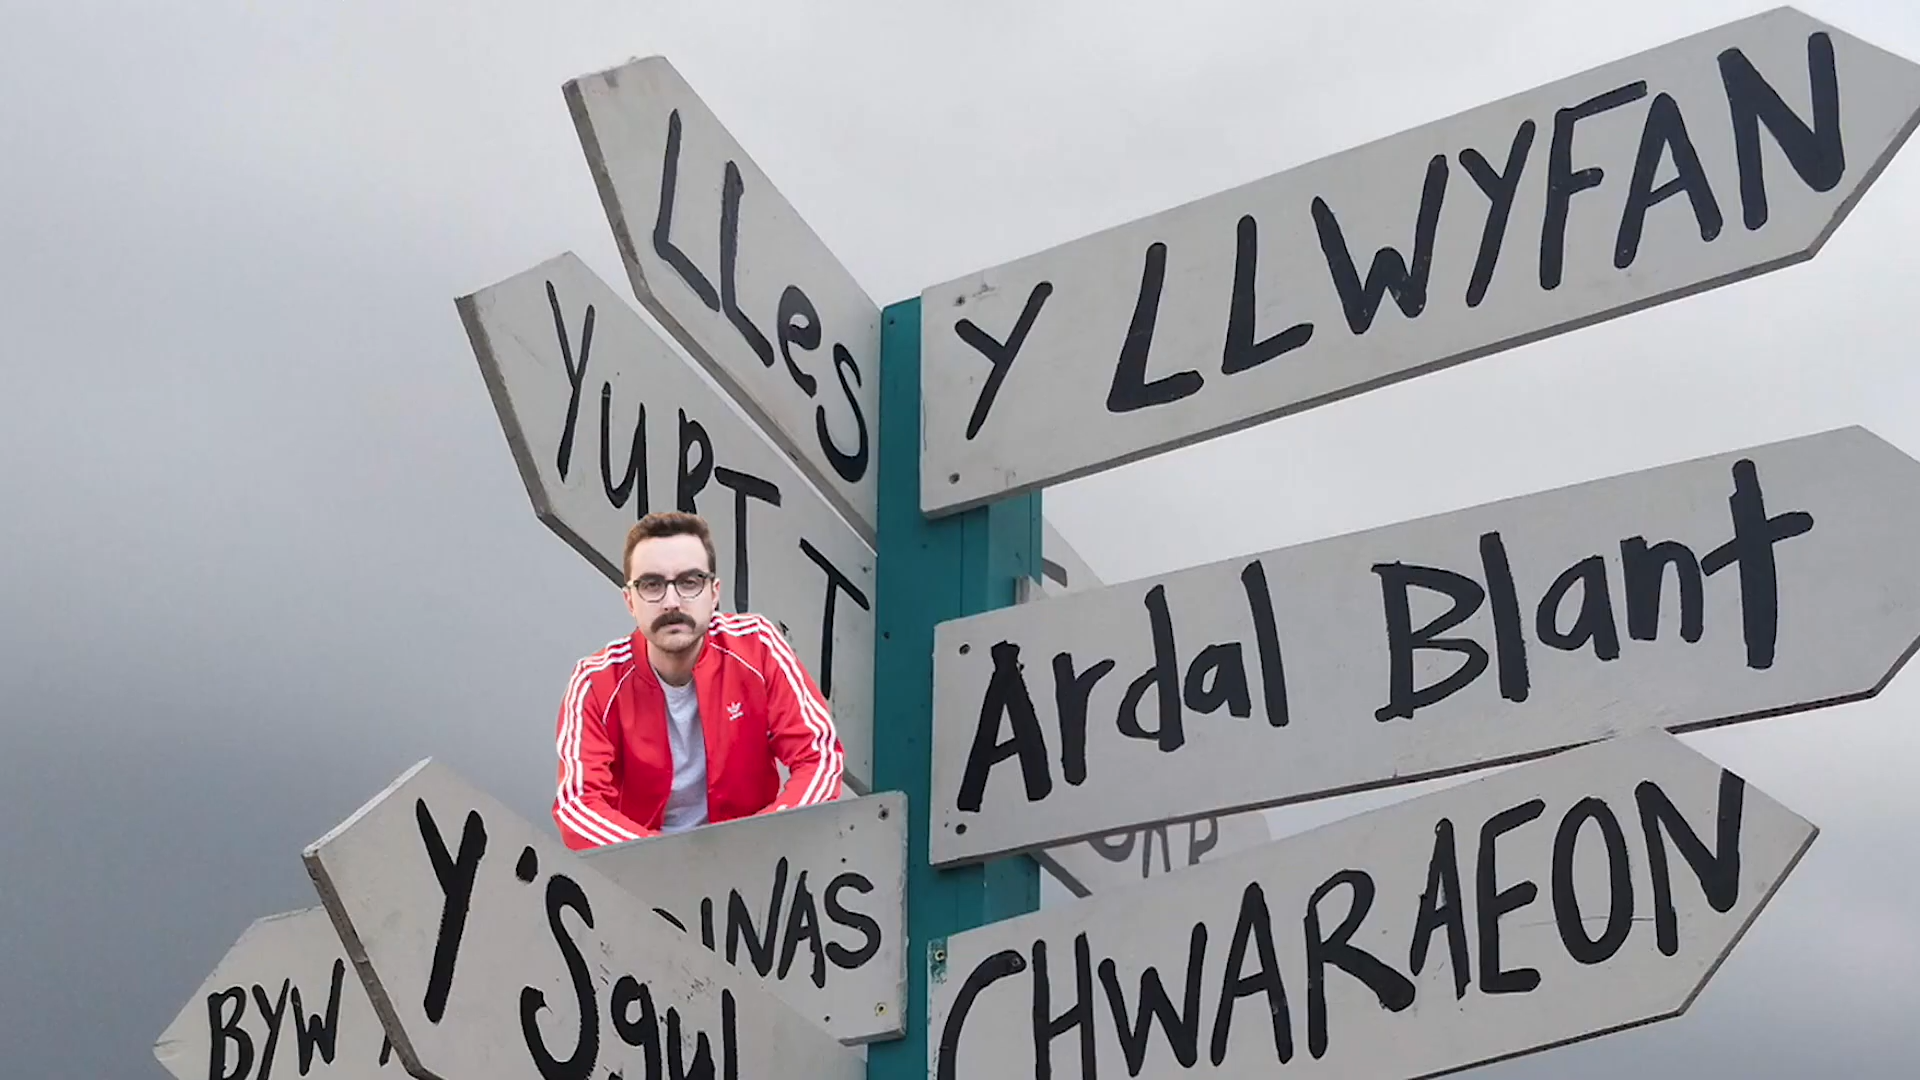 LLes
Y LLWYFAN
YURT T
Ardal Blant
CHWARAEON
Y 'Sgwl
BYW